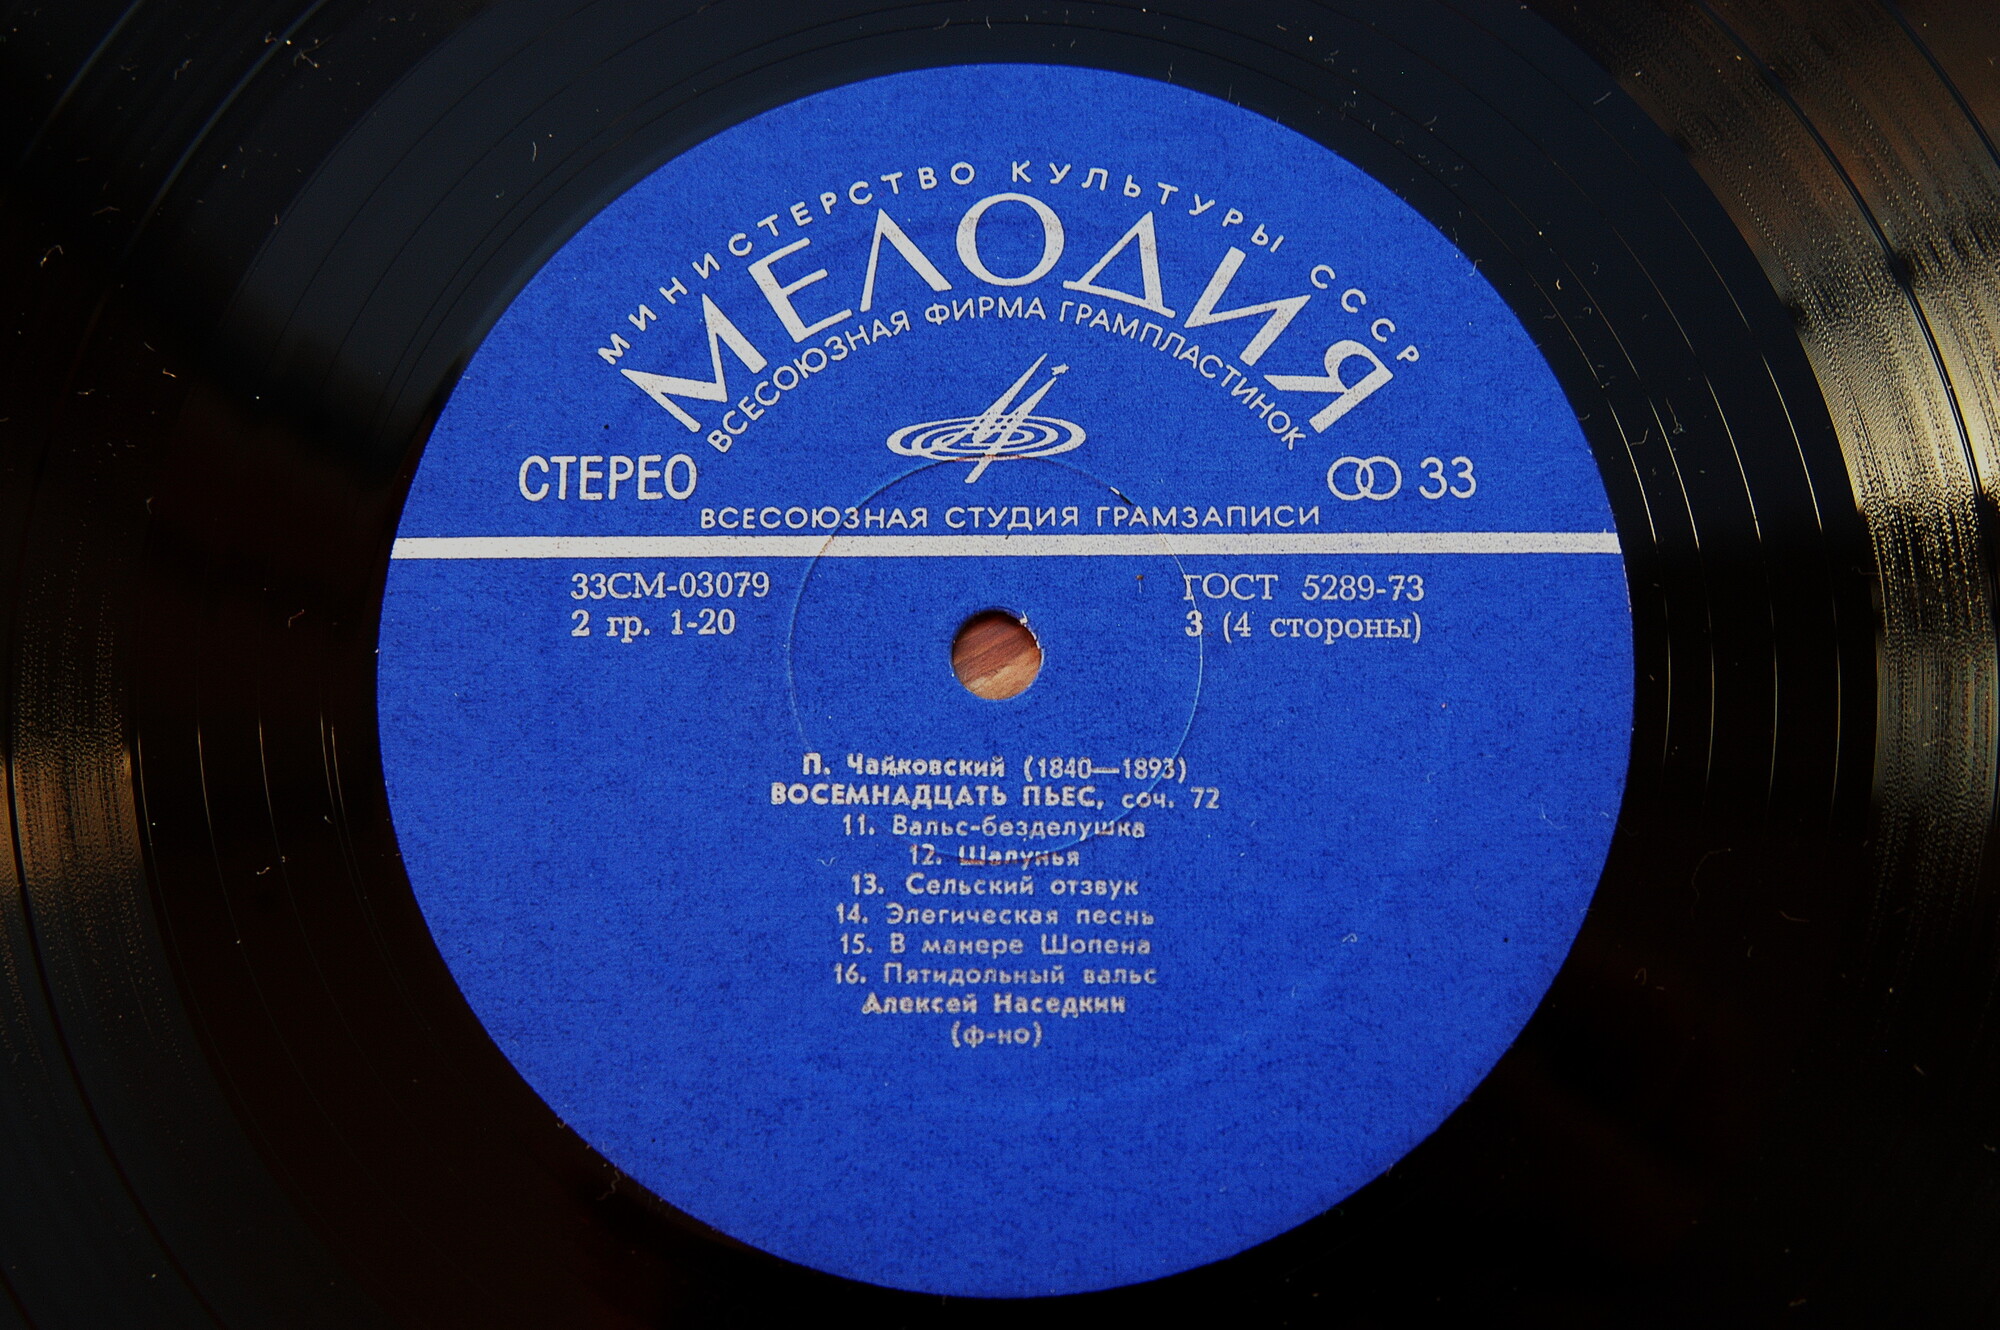 МИНИСТЕРСТВО КУЛЬТУРЫ СССР
МЕЛОДИЯ
ВСЕСОЮЗНАЯ ФИРМА ГРАМПЛАСТИНОК
СТЕРЕО 33
ВСЕСОЮЗНАЯ СТУДИЯ ГРАМЗАПИСИ
33СМ-03079 ГОСТ 5289-73
2 гр. 1-20 3 (4 стороны)
П. Чайковский (1840—1893)
ВОСЕМНАДЦАТЬ ПЬЕС, соч. 72
11. Вальс-безделушка
12. Шалунья
13. Сельский отзвук
14. Элегическая песнь
15. В манере Шопена
16. Пятидольный вальс
Алексей Наседкин
(ф-но)